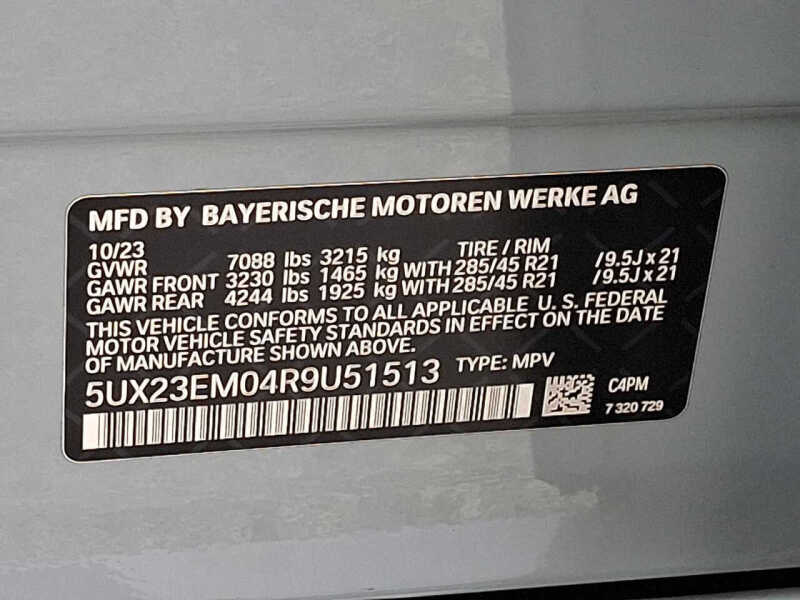 MFD BY BAYERISCHE MOTOREN WERKE AG
10/23 TIRE / RIM
GVWR 7088 lbs 3215 kg
GAWR FRONT 3230 lbs 1465 kg WITH 285/45 R21 /9.5J x 21
GAWR REAR 4244 lbs 1925 kg WITH 285/45 R21 /9.5J x 21
THIS VEHICLE CONFORMS TO ALL APPLICABLE U. S. FEDERAL
MOTOR VEHICLE SAFETY STANDARDS IN EFFECT ON THE DATE
OF MANUFACTURE SHOWN ABOVE.
5UX23EM04R9U51513 TYPE: MPV
C4PM
7 320 729